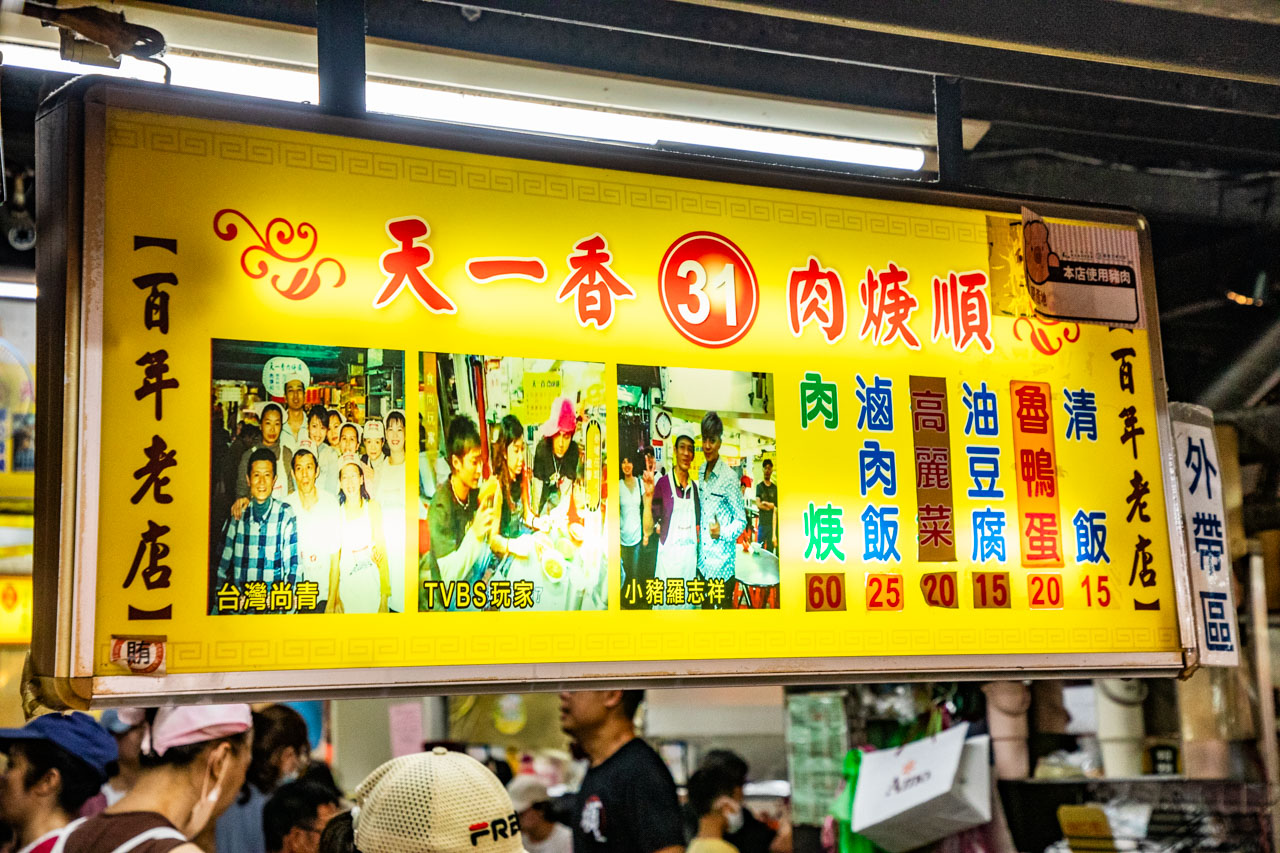 天一香 31 肉焿順
【百年老店】
台灣尚青
TVBS玩家
小豬羅志祥
肉焿 60
滷肉飯 25
高麗菜 20
油豆腐 15
魯鴨蛋 20
清飯 15
【百年老店】
本店使用豬肉
外帶區